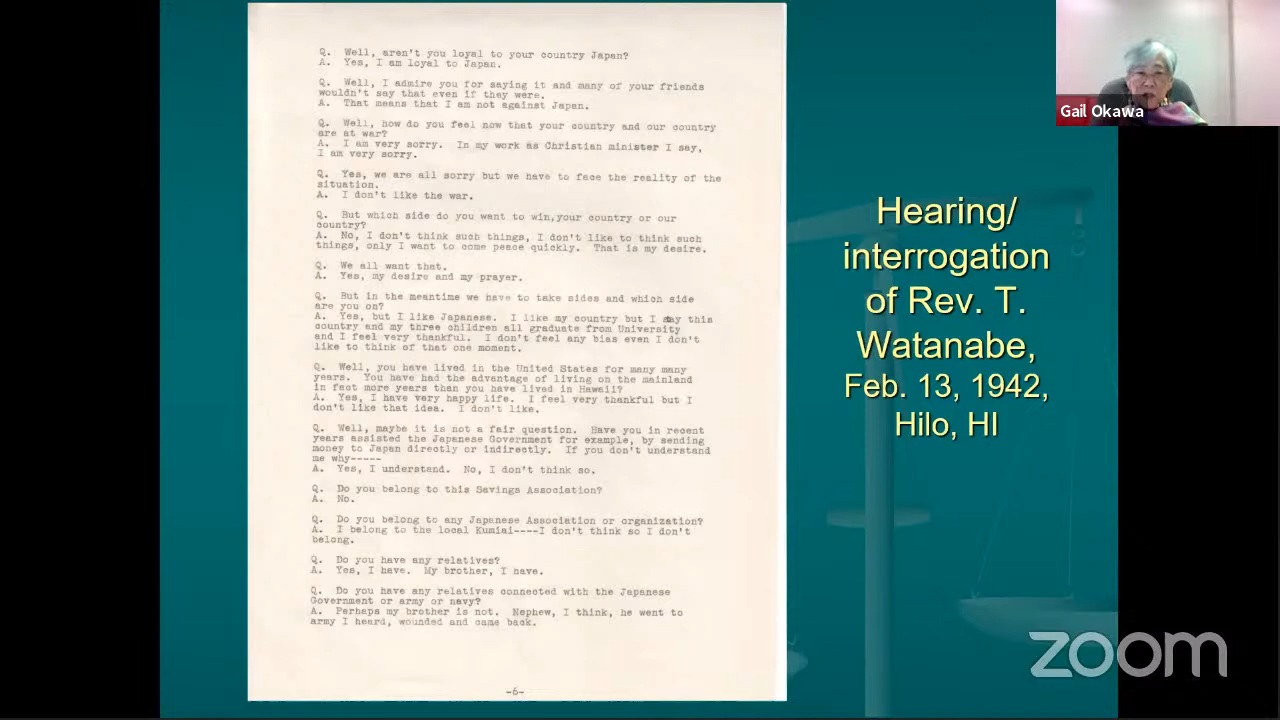 Q. Well, aren't you loyal to your country Japan?
A. Yes, I am loyal to Japan.
Q. Well, I admire you for saying it and many of your friends
wouldn't say that even if they were.
A. That means that I am not against Japan.
Q. Well, how do you feel now that your country and our country
are at war?
A. I am very sorry. In my work as Christian minister I say,
I am very sorry.
Q. Yes, we are all sorry but we have to face the reality of the
situation.
A. I don't like the war.
Q. But which side do you want to win,your country or our
country?
A. No, I don't think such things, I don't like to think such
things, only I want to come peace quickly. That is my desire.
Q. We all want that.
A. Yes, my desire and my prayer.
Q. But in the meantime we have to take sides and which side
are you on?
A. Yes, but I like Japanese. I like my country but I say this
country and my three children all graduate from University
and I feel very thankful. I don't feel any bias even I don't
like to think of that one moment.
Q. Well, you have lived in the United States for many many
years. You have had the advantage of living on the mainland
in fact more years than you have lived in Hawaii?
A. Yes, I have very happy life. I feel very thankful but I
don't like that idea. I don't like.
Q. Well, maybe it is not a fair question. Have you in recent
years assisted the Japanese Government for example, by sending
money to Japan directly or indirectly. If you don't understand
me why-----
A. Yes, I understand. No, I don't think so.
Q. Do you belong to this Savings Association?
A. No.
Q. Do you belong to any Japanese Association or organization?
A. I belong to the local Kumiai----I don't think so I don't
belong.
Q. Do you have any relatives?
A. Yes, I have. My brother, I have.
Q. Do you have any relatives connected with the Japanese
Government or army or navy?
A. Perhaps my brother is not. Nephew, I think, he went to
army I heard, wounded and came back.
-6-
Gail Okawa
Hearing/
interrogation
of Rev. T.
Watanabe,
Feb. 13, 1942,
Hilo, HI
zoom